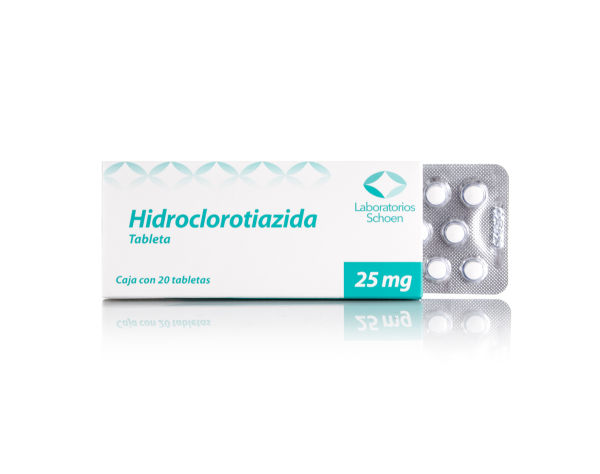 Hidroclorotiazida
Tableta
Caja con 20 tabletas
Laboratorios
Schoen
25 mg